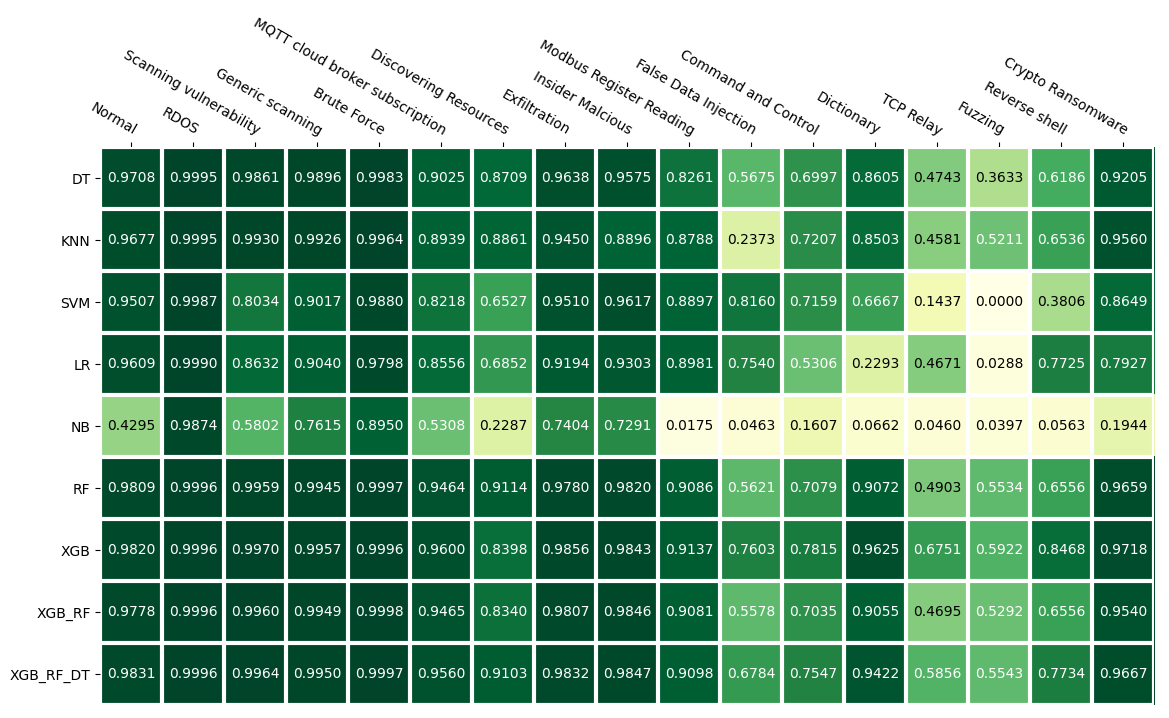 Normal
RDOS
Scanning vulnerability
Generic scanning
Brute Force
MQTT cloud broker subscription
Discovering Resources
Exfiltration
Insider Malcious
Modbus Register Reading
False Data Injection
Command and Control
Dictionary
TCP Relay
Fuzzing
Reverse shell
Crypto Ransomware
DT 0.9708 0.9995 0.9861 0.9896 0.9983 0.9025 0.8709 0.9638 0.9575 0.8261 0.5675 0.6997 0.8605 0.4743 0.3633 0.6186 0.9205
KNN 0.9677 0.9995 0.9930 0.9926 0.9964 0.8939 0.8861 0.9450 0.8896 0.8788 0.2373 0.7207 0.8503 0.4581 0.5211 0.6536 0.9560
SVM 0.9507 0.9987 0.8034 0.9017 0.9880 0.8218 0.6527 0.9510 0.9617 0.8897 0.8160 0.7159 0.6667 0.1437 0.0000 0.3806 0.8649
LR 0.9609 0.9990 0.8632 0.9040 0.9798 0.8556 0.6852 0.9194 0.9303 0.8981 0.7540 0.5306 0.2293 0.4671 0.0288 0.7725 0.7927
NB 0.4295 0.9874 0.5802 0.7615 0.8950 0.5308 0.2287 0.7404 0.7291 0.0175 0.0463 0.1607 0.0662 0.0460 0.0397 0.0563 0.1944
RF 0.9809 0.9996 0.9959 0.9945 0.9997 0.9464 0.9114 0.9780 0.9820 0.9086 0.5621 0.7079 0.9072 0.4903 0.5534 0.6556 0.9659
XGB 0.9820 0.9996 0.9970 0.9957 0.9996 0.9600 0.8398 0.9856 0.9843 0.9137 0.7603 0.7815 0.9625 0.6751 0.5922 0.8468 0.9718
XGB_RF 0.9778 0.9996 0.9960 0.9949 0.9998 0.9465 0.8340 0.9807 0.9846 0.9081 0.5578 0.7035 0.9055 0.4695 0.5292 0.6556 0.9540
XGB_RF_DT 0.9831 0.9996 0.9964 0.9950 0.9997 0.9560 0.9103 0.9832 0.9847 0.9098 0.6784 0.7547 0.9422 0.5856 0.5543 0.7734 0.9667